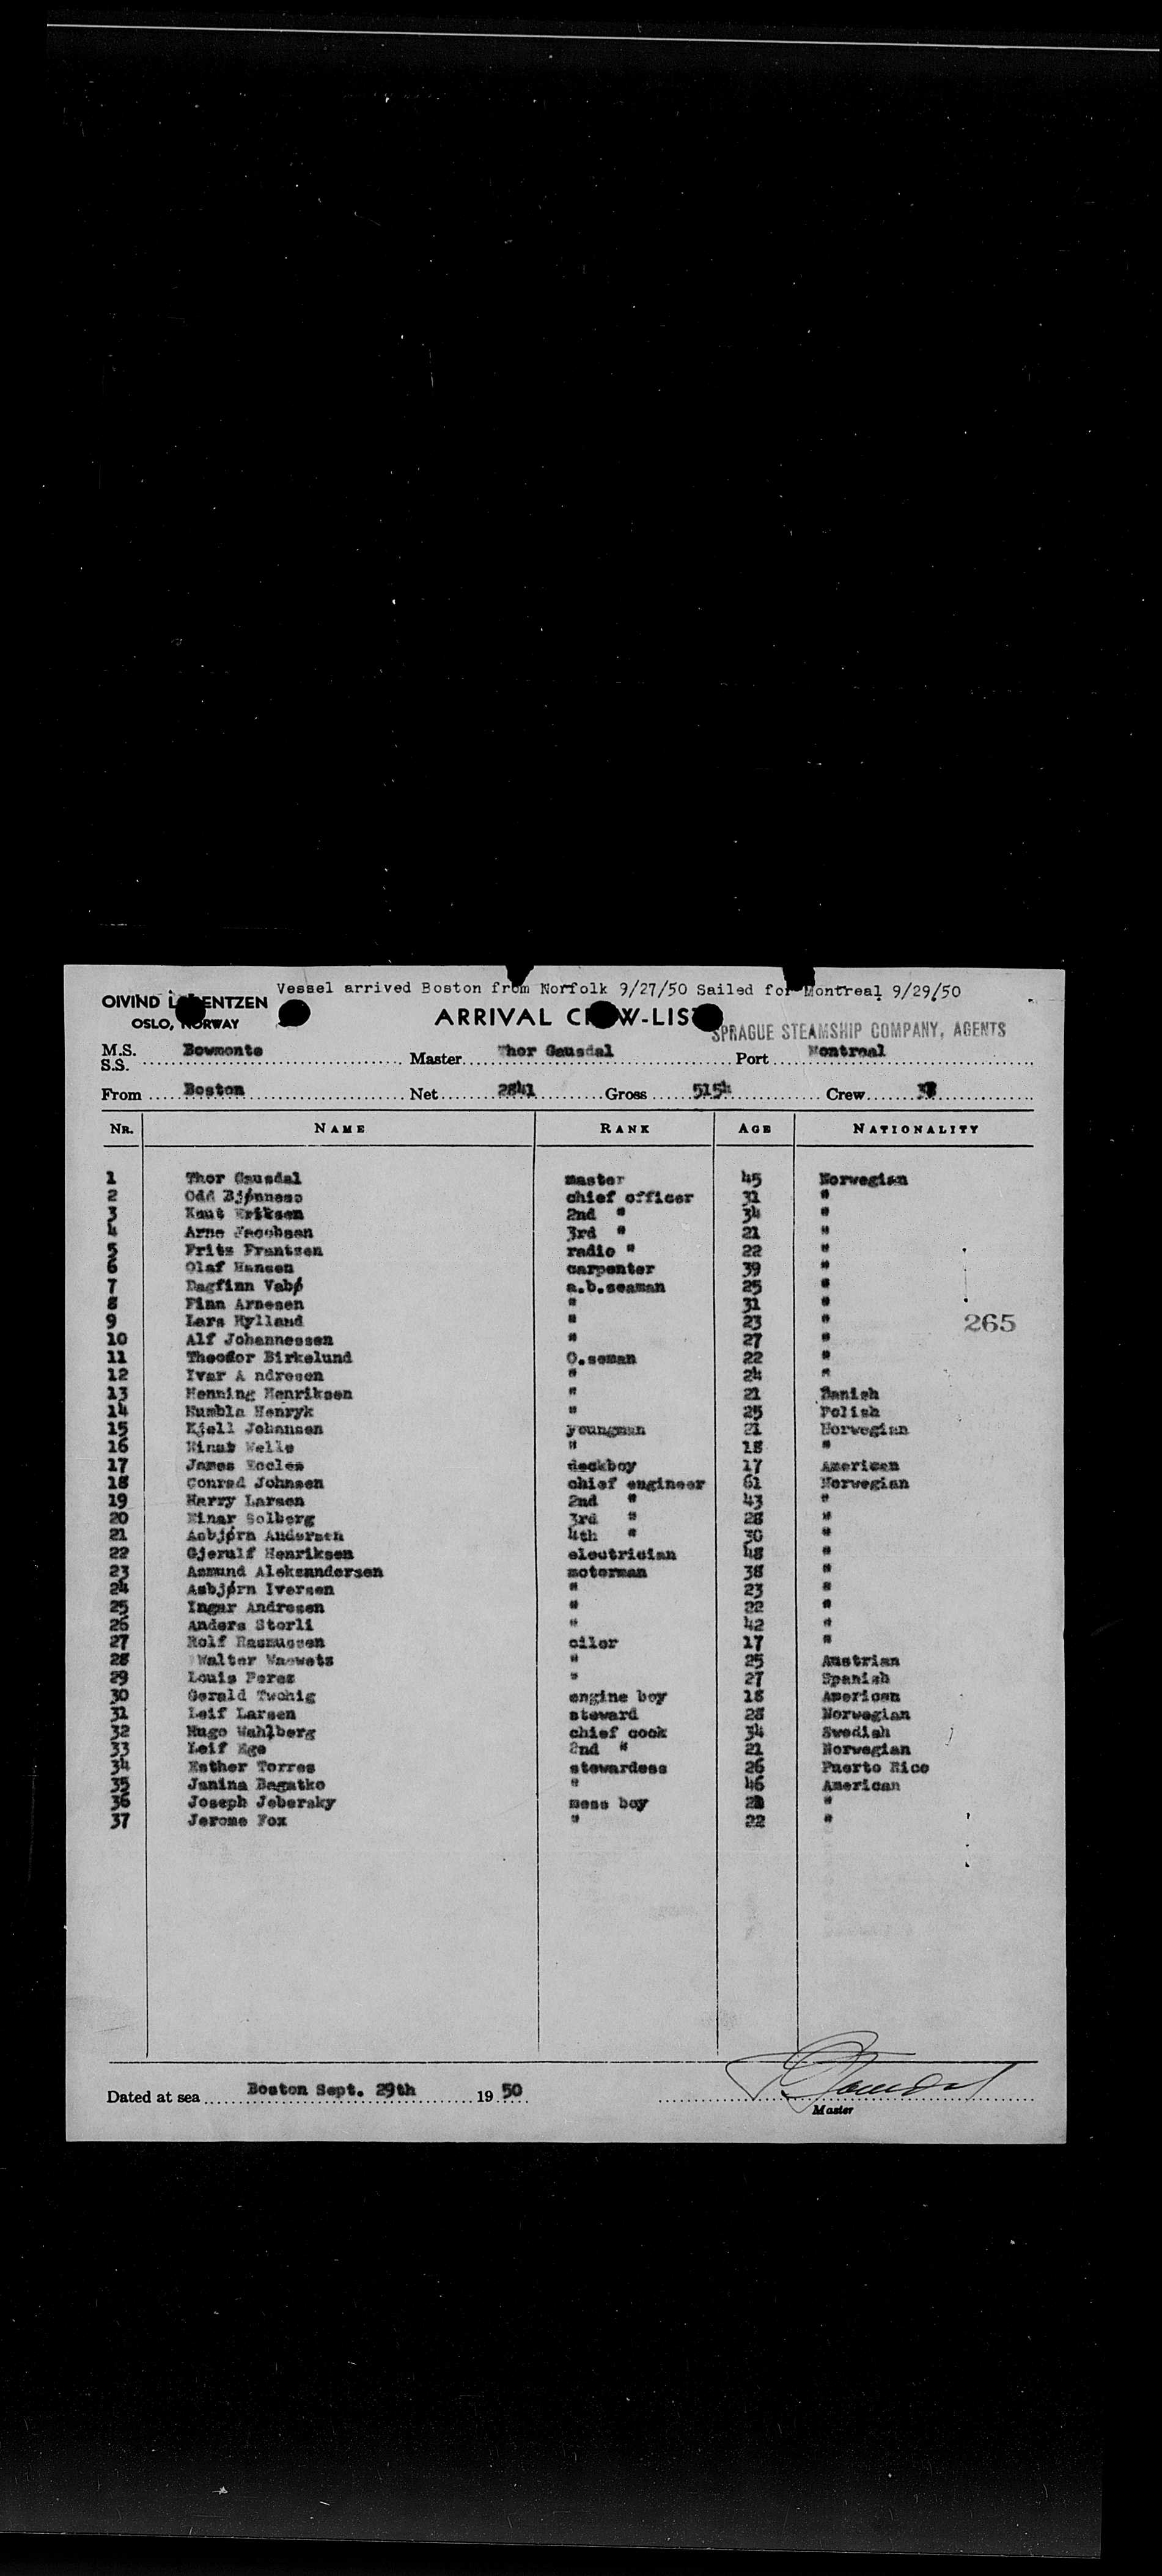 Vessel arrived Boston from Norfolk 9/27/50 Sailed for Montreal 9/29/50
OIVIND L ENTZEN
OSLO, NORWAY
ARRIVAL C W-LIS
SPRAGUE STEAMSHIP COMPANY, AGENTS
M.S. S.S. Bowmonte Master Thor Gausdal Port Montreal
From Boston Net 2841 Gross 5154 Crew
NR. NAME RANK AGE NATIONALITY
1 Thor Gausdal master 45 Norwegian
2 Odd Bjønness chief officer 31 "
3 Knut Eriksen 2nd " 34 "
4 Arne Jacobsen 3rd " 21 "
5 Frits Frantzen radio " 22 "
6 Olaf Hansen carpenter 39 "
7 Dagfinn Vabø a.b.seaman 25 "
8 Finn Arnesen " 31 "
9 Lars Hylland " 23 "
265
10 Alf Johannessen " 27 "
11 Theodor Birkelund O.seman 22 "
12 Ivar A ndresen " 24 "
13 Henning Henriksen " 21 Danish
14 Humbla Henryk " 25 Polish
15 Kjell Johansen youngman 21 Norwegian
16 Einar Welle " 18 "
17 James Eccles deckboy 17 American
18 Conrad Johnsen chief engineer 61 Norwegian
19 Harry Larsen 2nd " 43 "
20 Einar Solberg 3rd " 28 "
21 Asbjørn Andersen 4th " 30 "
22 Gjerulf Henriksen electrician 48 "
23 Asmund Aleksandersen motorman 38 "
24 Asbjørn Iversen " 23 "
25 Ingar Andresen " 22 "
26 Anders Storli " 42 "
27 Rolf Rasmussen oiler 17 "
28 Walter " 25 Austrian
29 Louis Perez " 27 Spanish
30 Gerald Twohig engine boy 18 American
31 Leif Larsen steward 28 Norwegian
32 Hugo Wahlberg chief cook 34 Swedish
33 Leif Ege 2nd " 21 Norwegian
34 Esther Torres stewardess 26 Puerto Rico
35 Janina Bagatko " 46 American
36 Joseph Jebersky mess boy "
37 Jerome Fox " 22 "
Dated at sea Boston Sept. 29th 19 50
Master